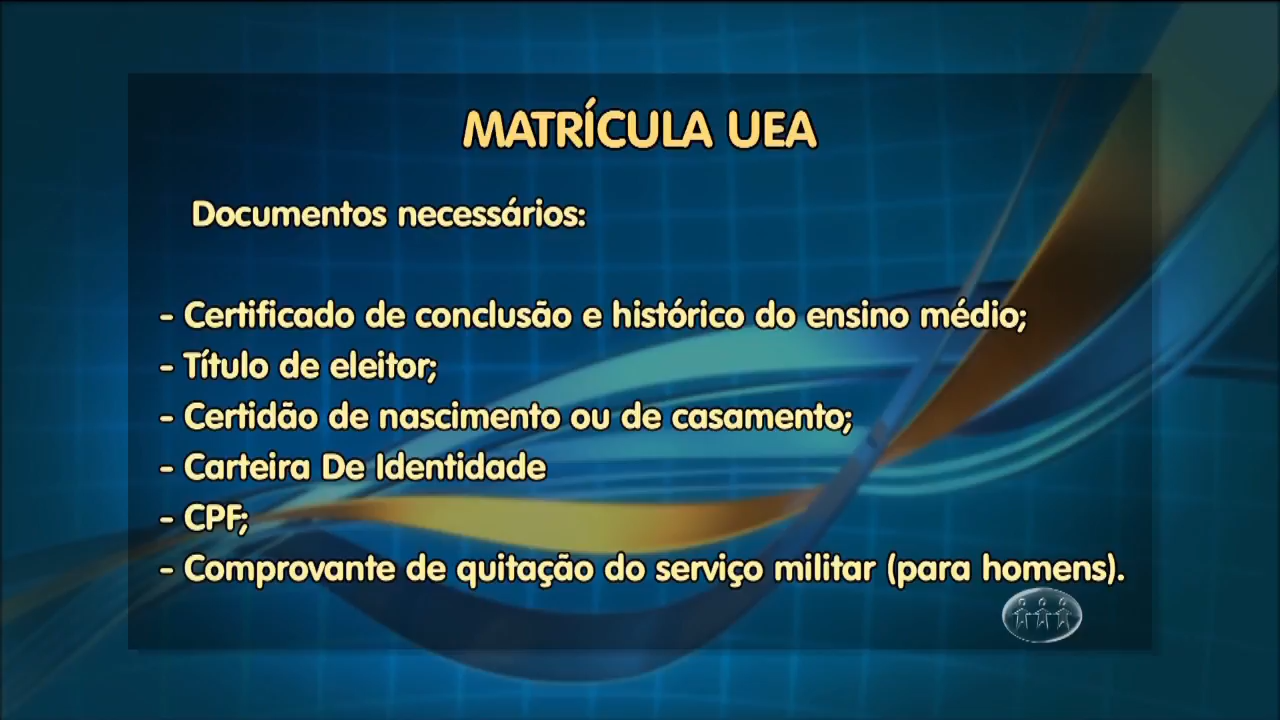 MATRÍCULA UEA
Documentos necessários:
- Certificado de conclusão e histórico do ensino médio;
- Título de eleitor;
- Certidão de nascimento ou de casamento;
- Carteira De Identidade
- CPF;
- Comprovante de quitação do serviço militar (para homens).